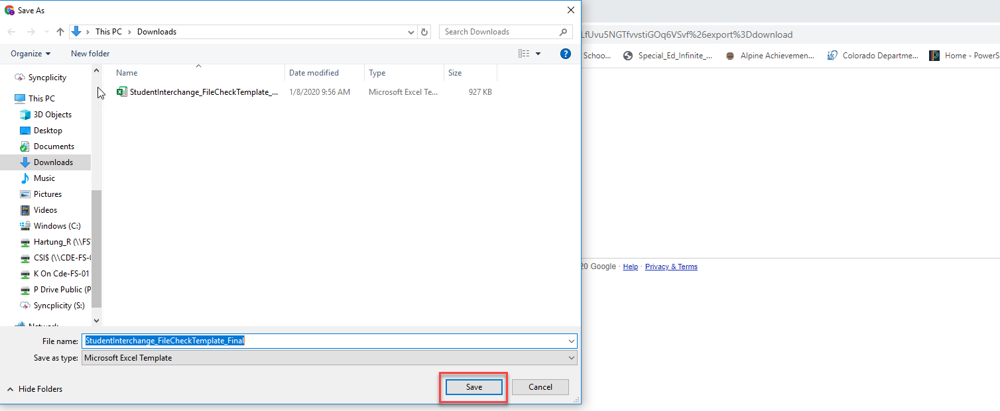 Save As
This PC > Downloads
Search Downloads
LfUvu5NGTfvvstiGOq6VSvf%26export%3Ddownload
Organize
New folder
Schoo...
Special_Ed_Infinite_...
Alpine Achievemen...
Colorado Departme...
Home - PowerS
Name
Date modified
Type
Size
StudentInterchange_FileCheckTemplate_...
1/8/2020 9:56 AM
Microsoft Excel Te...
927 KB
Syncplicity
This PC
3D Objects
Desktop
Documents
Downloads
Music
Pictures
Videos
Windows (C:)
Hartung_R (\\FS
CSI$ (\\CDE-FS-
K On Cde-FS-01
P Drive Public (P
Syncplicity (S:)
Network
20 Google · Help · Privacy & Terms
File name: StudentInterchange_FileCheckTemplate_Final
Save as type: Microsoft Excel Template
Hide Folders
Save
Cancel